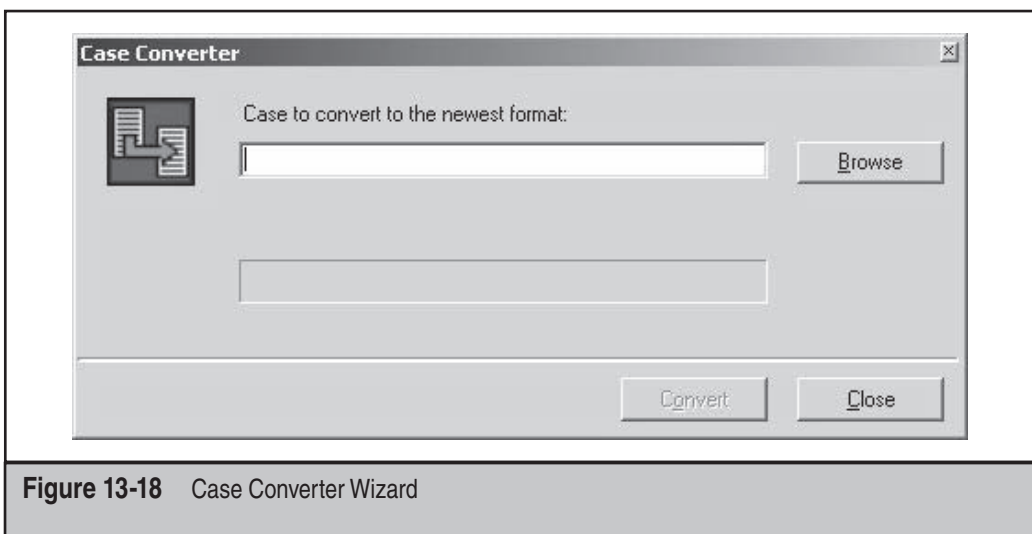 Case Converter
Case to convert to the newest format:
Browse
Convert
Close
Figure 13-18 Case Converter Wizard